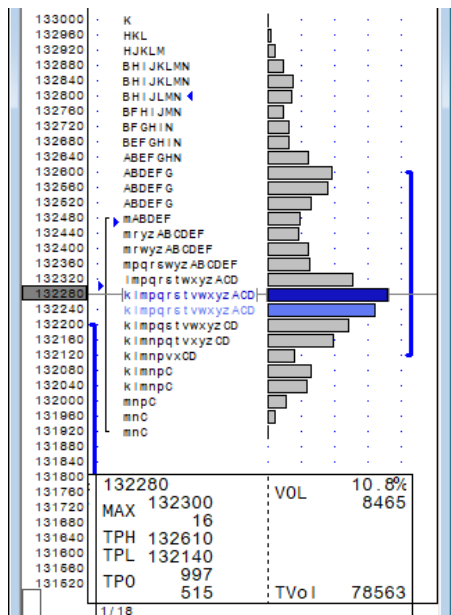 133000 K
132960 HKL
132920 HJKLM
132880 BHIJKLMN
132840 BHIJKLMN
132800 BHIJLMN
132760 BFHIJMN
132720 BFGHIN
132680 BEFGHIN
132640 ABEFGHN
132600 ABDEFG
132560 ABDEFG
132520 ABDEFG
132480 mABDEF
132440 mryzABCDEF
132400 mrwyzABCDEF
132360 mpqrswyzABCDEF
132320 lmpqrstwxyzACD
132280 klmpqrstvwxyzACD
132240 klmpqrstvwxyzACD
132200 klmpqstvwxyzCD
132160 klmnpqtvxyzCD
132120 klmnpvxCD
132080 klmnpC
132040 klmnpC
132000 mnpC
131960 mnC
131920 mnC
131880
131840
131800
131760 132280 VOL 10.8%
131720 MAX 132300 8465
131680 16
131640 TPH 132610
131600 TPL 132140
131560 TPO 997
131520 515 TVol 78563
1/18